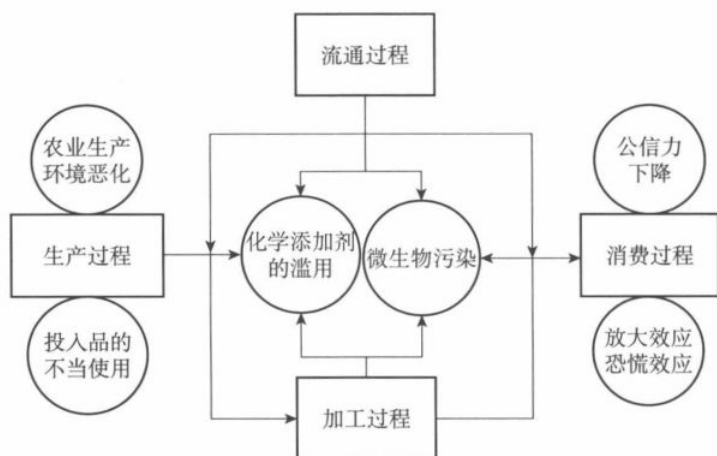 流通过程
农业生产
环境恶化
公信力
下降
生产过程
化学添加剂
的滥用
微生物污染
消费过程
投入品的
不当使用
放大效应
恐慌效应
加工过程